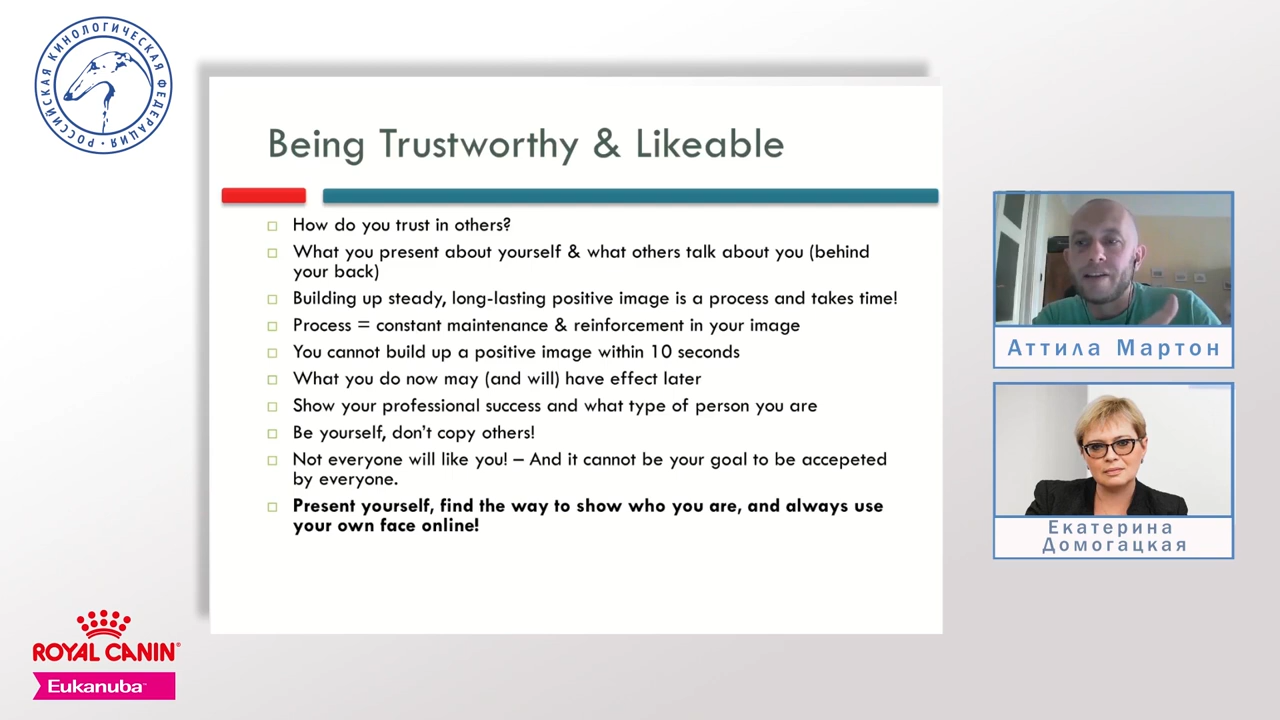 РОССИЙСКАЯ КИНОЛОГИЧЕСКАЯ ФЕДЕРАЦИЯ
Being Trustworthy & Likeable
How do you trust in others?
What you present about yourself & what others talk about you (behind
your back)
Building up steady, long-lasting positive image is a process and takes time!
Process = constant maintenance & reinforcement in your image
You cannot build up a positive image within 10 seconds
What you do now may (and will) have effect later
Show your professional success and what type of person you are
Be yourself, don't copy others!
Not everyone will like you! – And it cannot be your goal to be accepeted
by everyone.
Present yourself, find the way to show who you are, and always use
your own face online!
Аттила Мартон
Екатерина
Домогацкая
ROYAL CANIN®
Eukanuba™